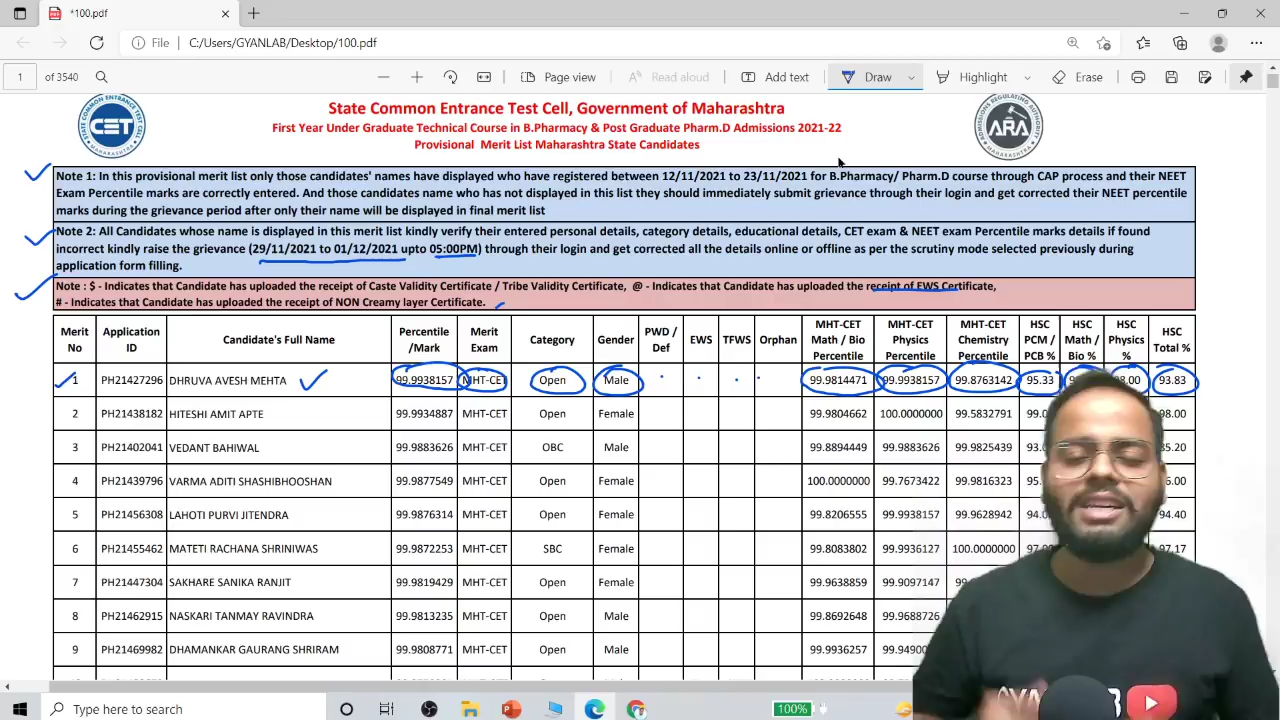 *100.pdf
File C:/Users/GYANLAB/Desktop/100.pdf
1 of 3540 Page view Read aloud Add text Draw Highlight Erase
State Common Entrance Test Cell, Government of Maharashtra
First Year Under Graduate Technical Course in B.Pharmacy & Post Graduate Pharm.D Admissions 2021-22
Provisional Merit List Maharashtra State Candidates
CET
ARA
Note 1: In this provisional merit list only those candidates' names have displayed who have registered between 12/11/2021 to 23/11/2021 for B.Pharmacy/ Pharm.D course through CAP process and their NEET
Exam Percentile marks are correctly entered. And those candidates name who has not displayed in this list they should immediately submit grievance through their login and get corrected their NEET percentile
marks during the grievance period after only their name will be displayed in final merit list
Note 2: All Candidates whose name is displayed in this merit list kindly verify their entered personal details, category details, educational details, CET exam & NEET exam Percentile marks details if found
incorrect kindly raise the grievance (29/11/2021 to 01/12/2021 upto 05:00PM) through their login and get corrected all the details online or offline as per the scrutiny mode selected previously during
application form filling.
Note : $ - Indicates that Candidate has uploaded the receipt of Caste Validity Certificate / Tribe Validity Certificate, @ - Indicates that Candidate has uploaded the receipt of EWS Certificate,
# - Indicates that Candidate has uploaded the receipt of NON Creamy layer Certificate.
Merit No Application ID Candidate's Full Name Percentile /Mark Merit Exam Category Gender PWD / Def EWS TFWS Orphan MHT-CET Math / Bio Percentile MHT-CET Physics Percentile MHT-CET Chemistry Percentile HSC PCM / PCB % HSC Math / Bio % HSC Physics % HSC Total %
1 PH21427296 DHRUVA AVESH MEHTA 99.9938157 MHT-CET Open Male 99.9814471 99.9938157 99.8763142 95.33 93.83
2 PH21438182 HITESHI AMIT APTE 99.9934887 MHT-CET Open Female 99.9804662 100.0000000 99.5832791 98.00
3 PH21402041 VEDANT BAHIWAL 99.9883626 MHT-CET OBC Male 99.8894449 99.9883626 99.9825439
4 PH21439796 VARMA ADITI SHASHIBHOOSHAN 99.9877549 MHT-CET Open Female 100.0000000 99.7673422 99.9816323
5 PH21456308 LAHOTI PURVI JITENDRA 99.9876314 MHT-CET Open Female 99.8206555 99.9938157 99.9628942 94.40
6 PH21455462 MATETI RACHANA SHRINIWAS 99.9872253 MHT-CET SBC Female 99.8083802 99.9936127 100.0000000 97.17
7 PH21447304 SAKHARE SANIKA RANJIT 99.9819429 MHT-CET Open Female 99.9638859 99.9097147
8 PH21462915 NASKARI TANMAY RAVINDRA 99.9813235 MHT-CET Open Male 99.8692648 99.9688726
9 PH21469982 DHAMANKAR GAURANG SHRIRAM 99.9808771 MHT-CET Open Male 99.9936257
Type here to search
100%